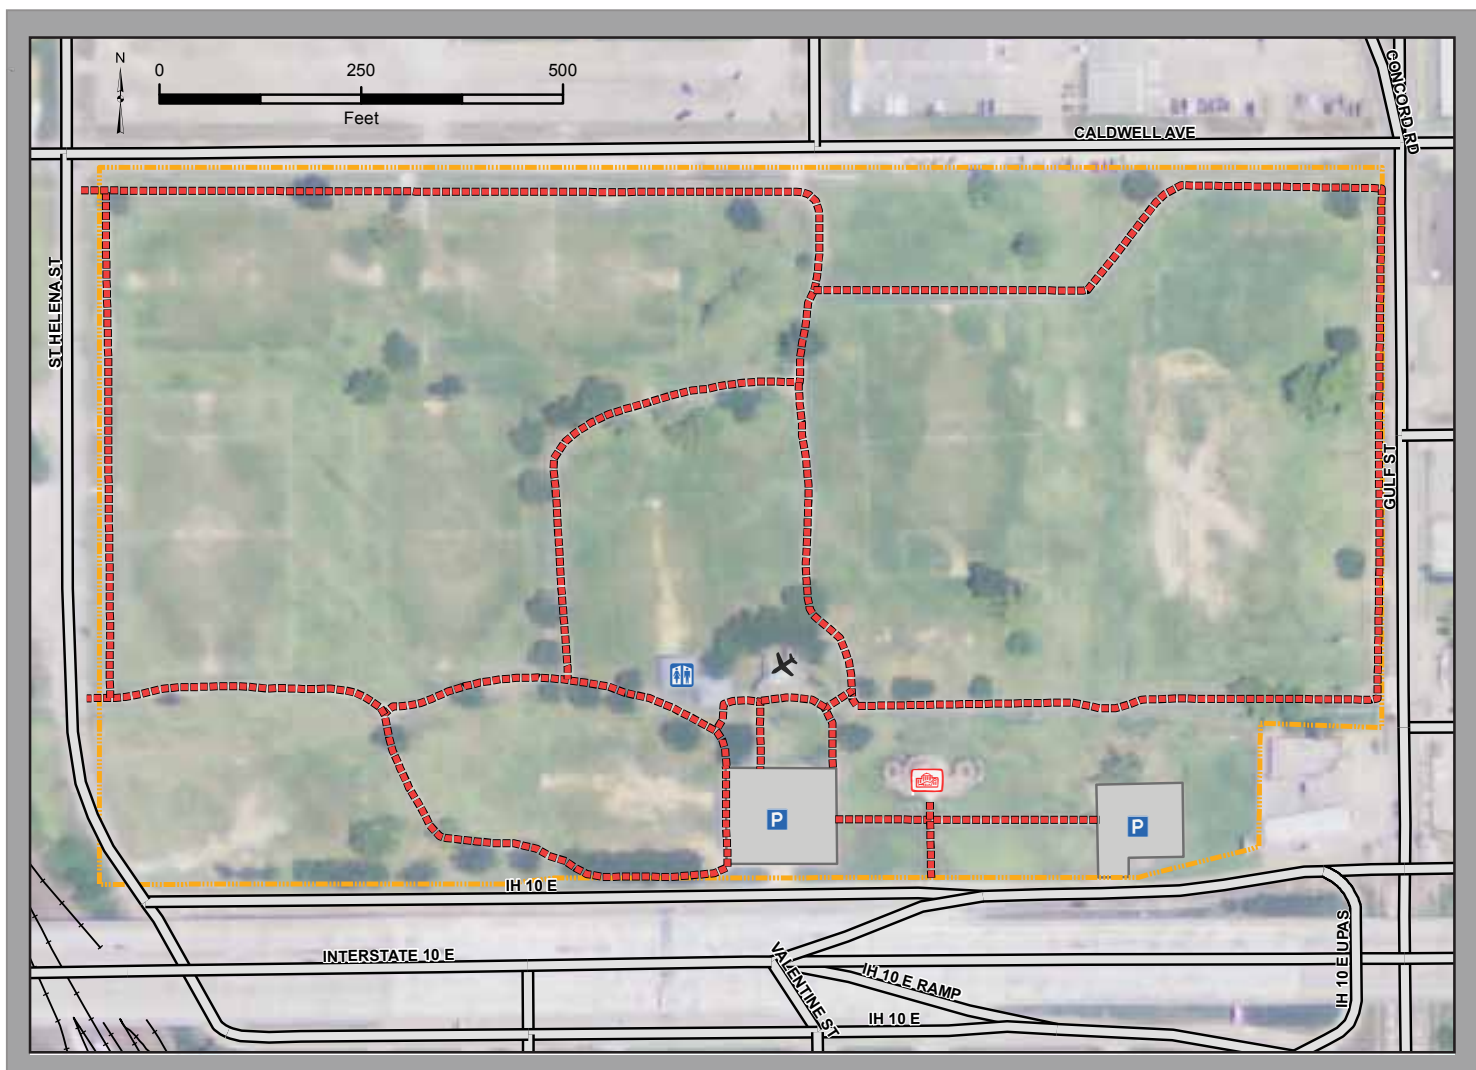 N
0 250 500
Feet
CONCORD RD
CALDWELL AVE
ST HELENA ST
GULF ST
P
P
IH 10 E
INTERSTATE 10 E
VALENTINE ST
IH 10 E RAMP
IH 10 E UPAS
IH 10 E